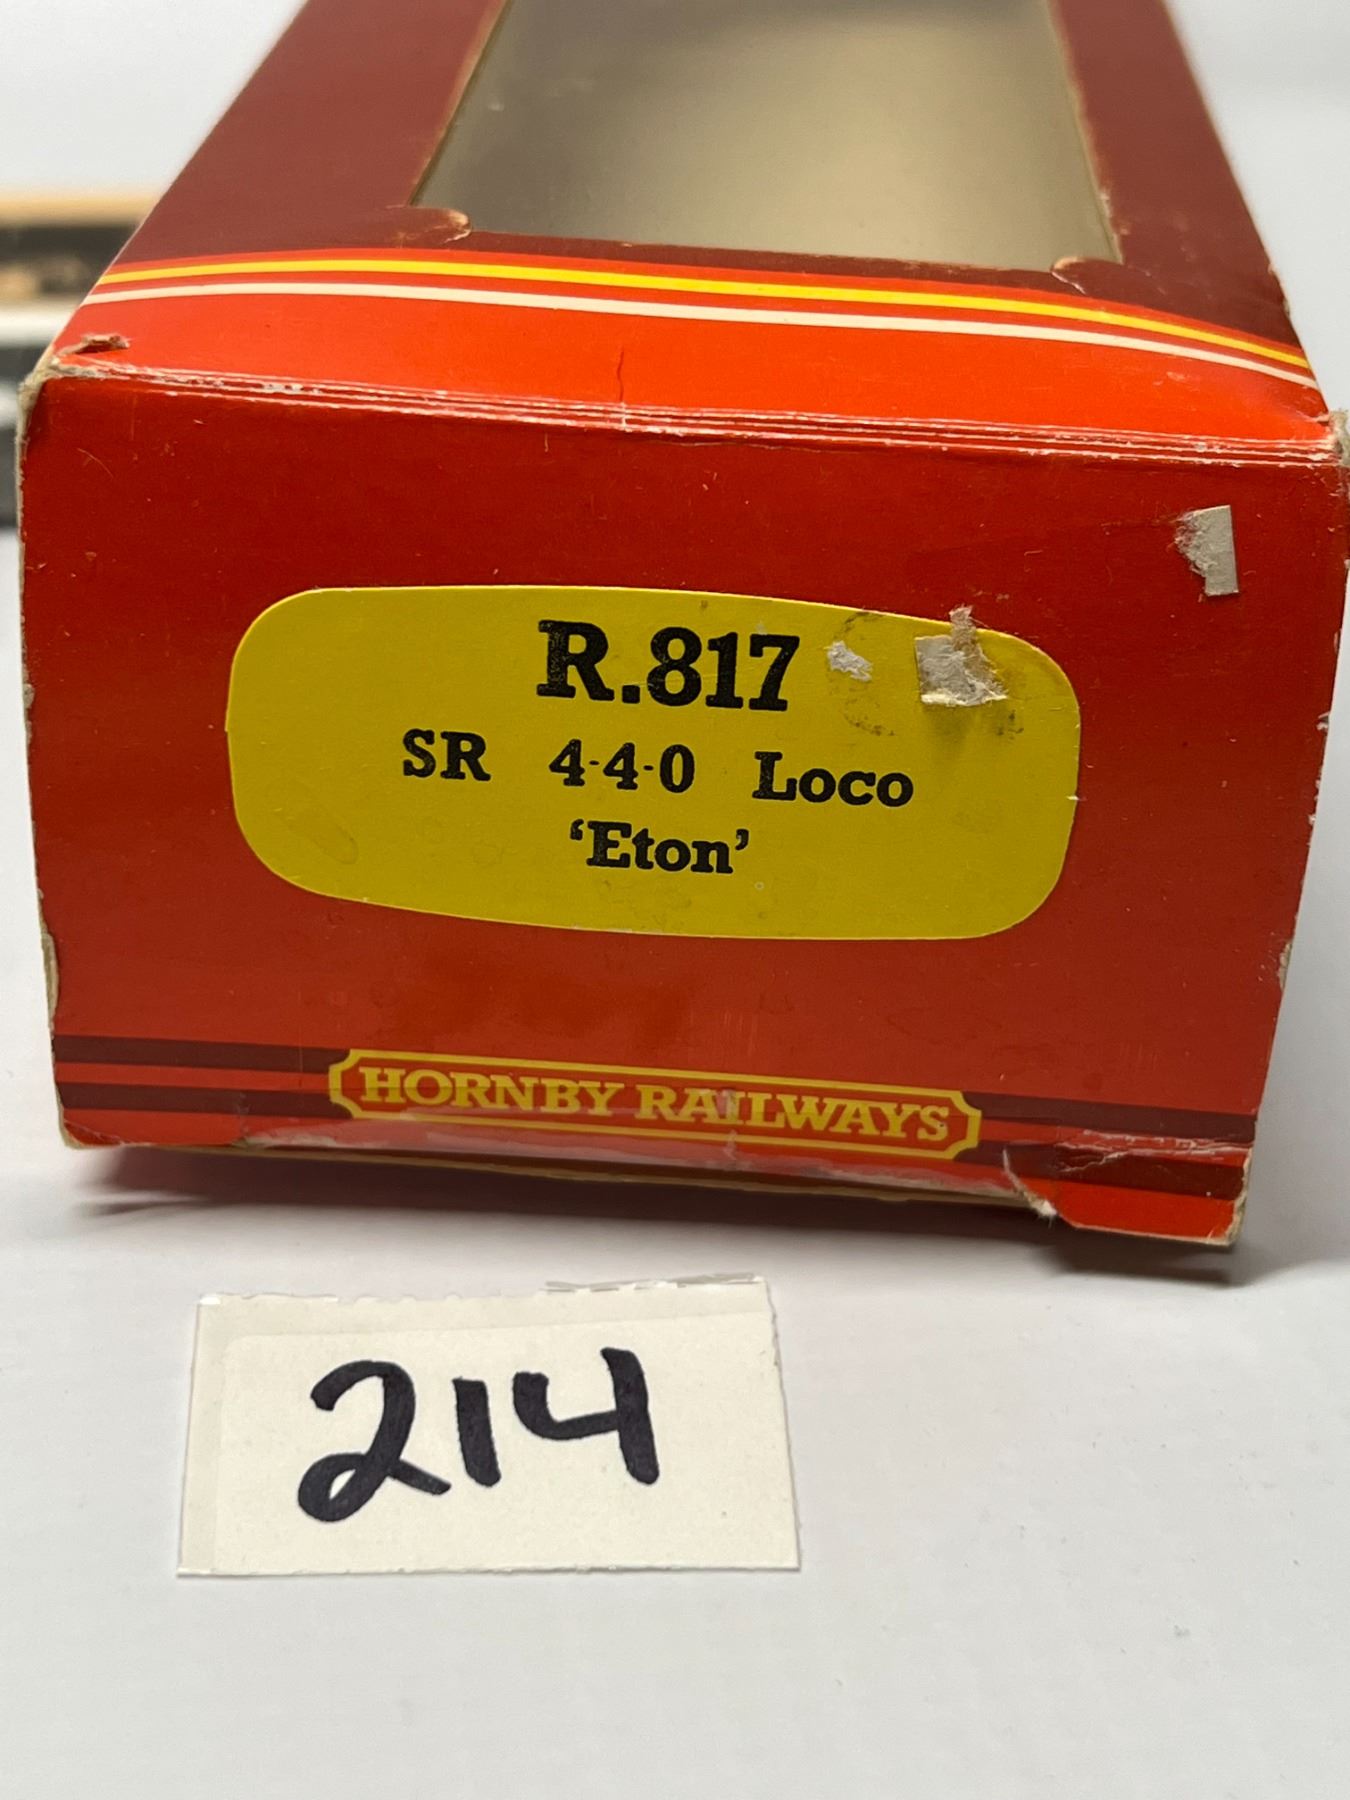 R.817
SR 4-4-0 Loco
‘Eton’
HORNBY RAILWAYS
214